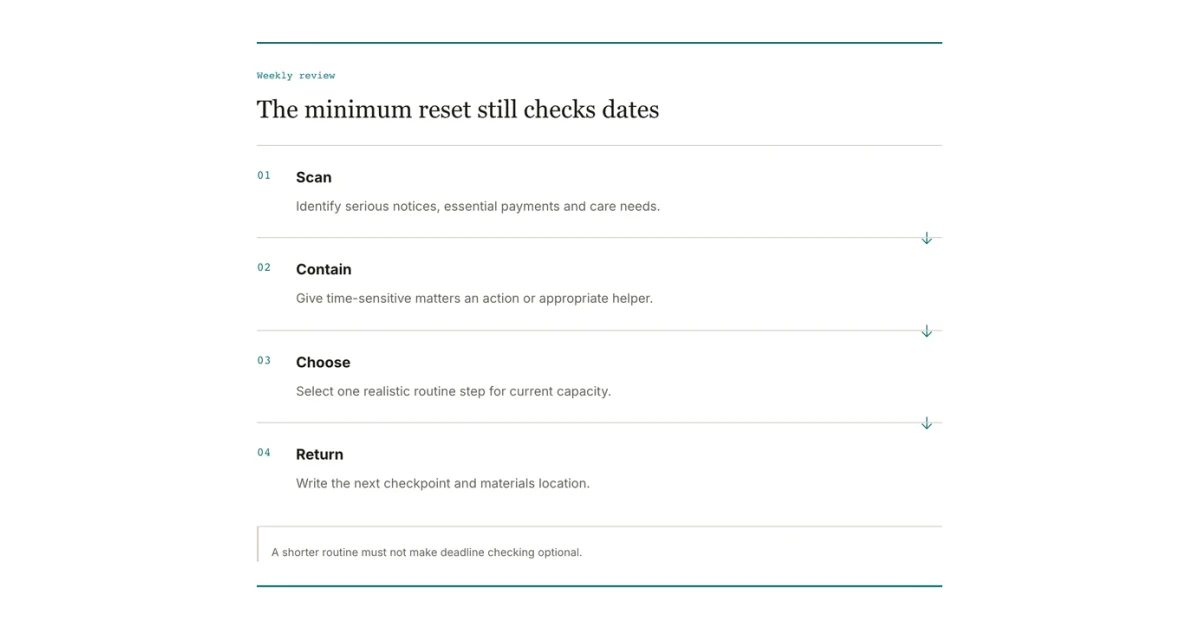 Weekly review
The minimum reset still checks dates
01
Scan
Identify serious notices, essential payments and care needs.
02
Contain
Give time-sensitive matters an action or appropriate helper.
03
Choose
Select one realistic routine step for current capacity.
04
Return
Write the next checkpoint and materials location.
A shorter routine must not make deadline checking optional.